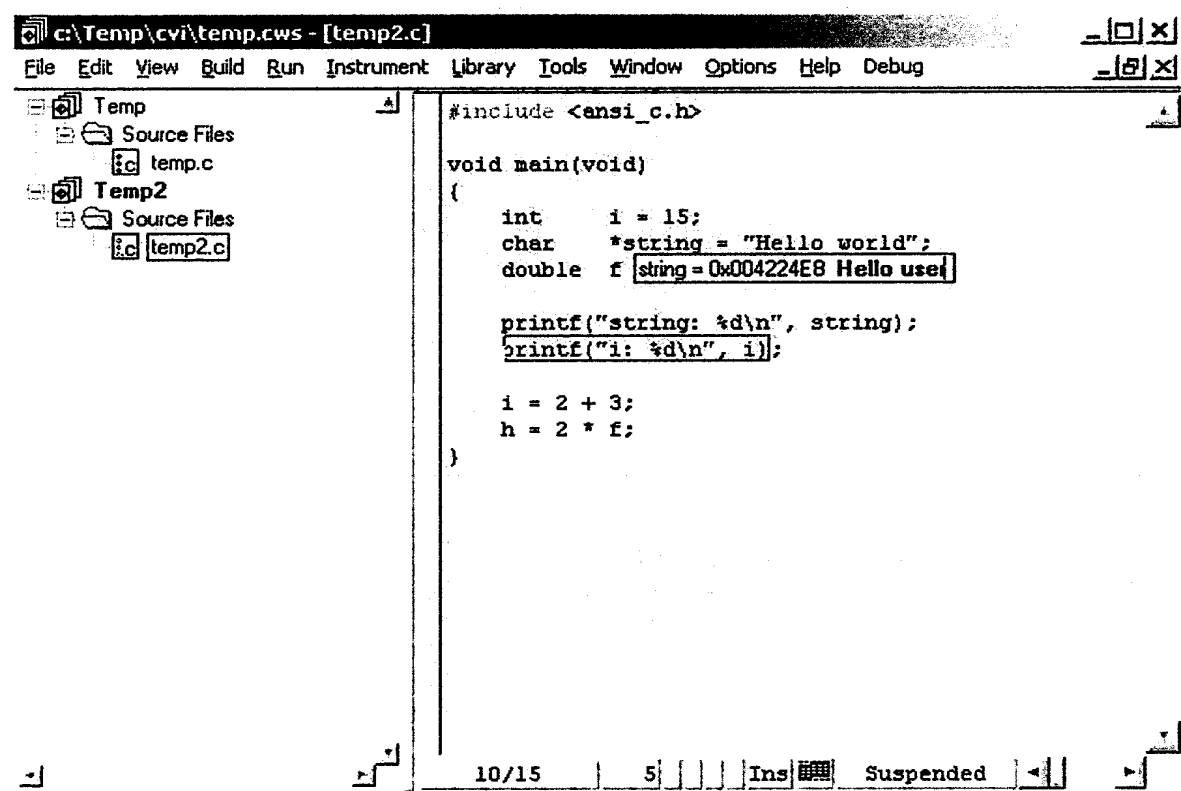 c:\Temp\cvi\temp.cws - [temp2.c]
File Edit View Build Run Instrument Library Tools Window Options Help Debug
Temp
Source Files
temp.c
Temp2
Source Files
temp2.c
#include <ansi_c.h>
void main(void)
{
int i = 15;
char *string = "Hello world";
double f string = 0x004224E8 Hello user
printf("string: %d\n", string);
printf("i: %d\n", i);
i = 2 + 3;
h = 2 * f;
}
10/15 5 Ins Suspended